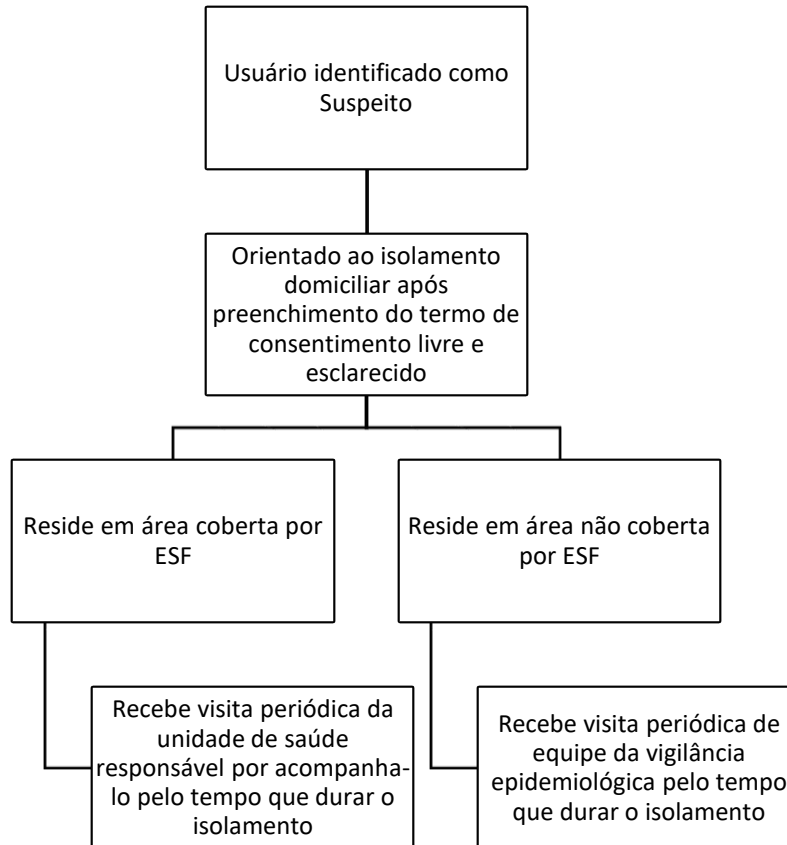 Usuário identificado como
Suspeito
Orientado ao isolamento
domiciliar após
preenchimento do termo de
consentimento livre e
esclarecido
Reside em área coberta por
ESF
Reside em área não coberta
por ESF
Recebe visita periódica da
unidade de saúde
responsável por acompanha-
lo pelo tempo que durar o
isolamento
Recebe visita periódica de
equipe da vigilância
epidemiológica pelo tempo
que durar o isolamento